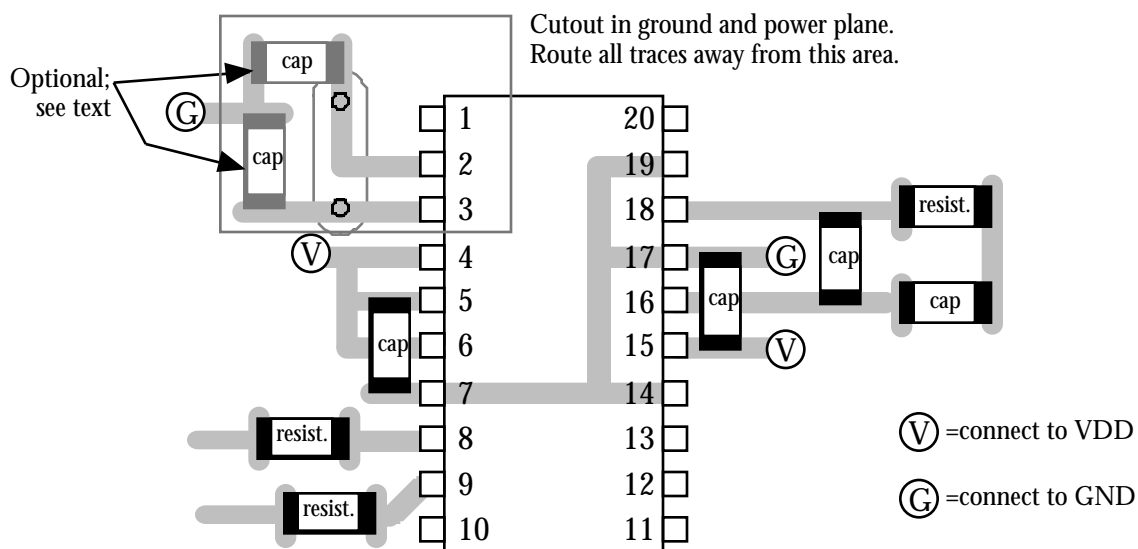 Cutout in ground and power plane.
Route all traces away from this area.
Optional;
see text
cap
G
cap
1
2
3
V
4
5
cap
6
7
resist.
8
9
resist.
10
20
19
18
resist.
17
G
cap
16
cap
cap
15
V
14
13
12
11
V =connect to VDD
G =connect to GND